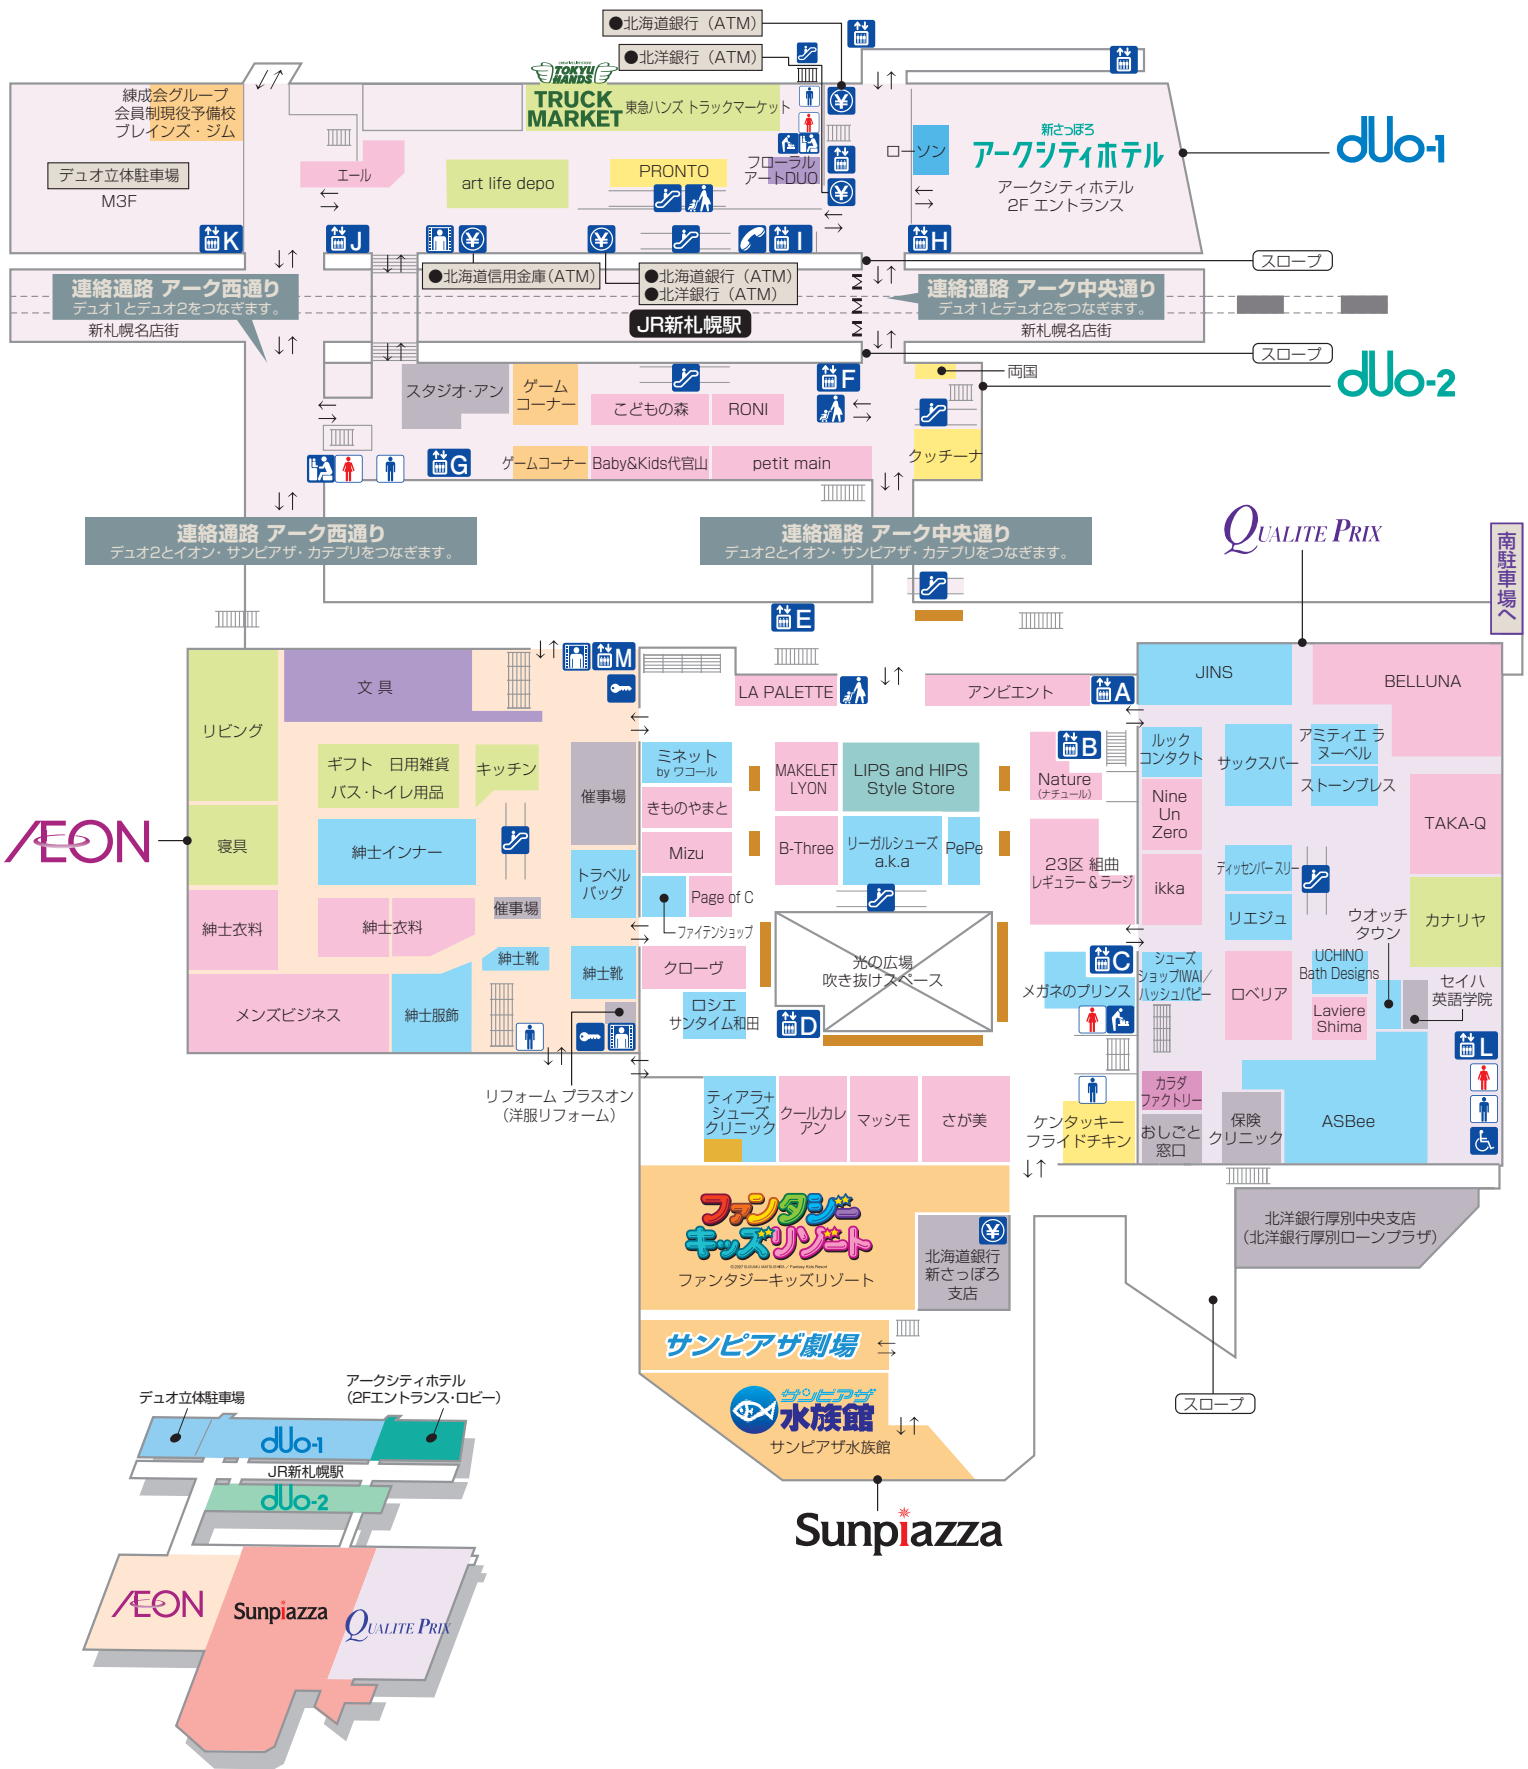 ●北海道銀行（ATM）
●北洋銀行（ATM）
TOKYU HANDS
TRUCK MARKET
東急ハンズ トラックマーケット
練成会グループ
会員制現役予備校
ブレインズ・ジム
デュオ立体駐車場
M3F
エール
art life depo
PRONTO
フローラル
アートDUO
ローソン
新さっぽろ
アークシティホテル
アークシティホテル
2F エントランス
dUo-1
K
J
I
H
●北海道信用金庫（ATM）
●北海道銀行（ATM）
●北洋銀行（ATM）
スロープ
連絡通路 アーク西通り
デュオ1とデュオ2をつなぎます。
新札幌名店街
JR新札幌駅
連絡通路 アーク中央通り
デュオ1とデュオ2をつなぎます。
新札幌名店街
スロープ
dUo-2
スタジオ・アン
ゲーム
コーナー
こどもの森
RONI
F
両国
G
ゲームコーナー
Baby&Kids代官山
petit main
クッチーナ
連絡通路 アーク西通り
デュオ2とイオン・サンピアザ・カテプリをつなぎます。
連絡通路 アーク中央通り
デュオ2とイオン・サンピアザ・カテプリをつなぎます。
QUALITE PRIX
南駐車場へ
E
M
文具
リビング
ギフト 日用雑貨
バス・トイレ用品
キッチン
催事場
寝具
紳士インナー
トラベル
バッグ
催事場
紳士衣料
紳士衣料
紳士靴
紳士靴
メンズビジネス
紳士服飾
リフォーム プラスオン
（洋服リフォーム）
ÆON
LA PALETTE
アンビエント
A
ミネット
by ワコール
きものやまと
Mizu
Page of C
ファイテンショップ
クローヴ
ロシエ
サンタイム和田
MAKELET
LYON
LIPS and HIPS
Style Store
B-Three
リーガルシューズ
a.k.a
PePe
B
Nature
（ナチュール）
23区 組曲
レギュラー＆ラージ
光の広場
吹き抜けスペース
D
C
メガネのプリンス
ティアラ+
シューズ
クリニック
クールカレ
アン
マッシモ
さが美
ケンタッキー
フライドチキン
JINS
BELLUNA
ルック
コンタクト
サックスバー
アミティエ ラ
ヌーベル
ストーンブレス
Nine
Un
Zero
TAKA-Q
ikka
ディッセンバースリー
リエジュ
ウオッチ
タウン
カナリヤ
シューズ
ショップIWAI／
ハッシュパピー
ロベリア
UCHINO
Bath Designs
Laviere
Shima
セイハ
英語学院
L
カラダ
ファクトリー
おしごと
窓口
保険
クリニック
ASBee
ファンタジー
キッズリゾート
ファンタジーキッズリゾート
北海道銀行
新さっぽろ
支店
北洋銀行厚別中央支店
（北洋銀行厚別ローンプラザ）
サンピアザ劇場
サンピアザ
水族館
サンピアザ水族館
スロープ
Sunpiazza
デュオ立体駐車場
アークシティホテル
（2Fエントランス・ロビー）
dUo-1
JR新札幌駅
dUo-2
ÆON
Sunpiazza
QUALITE PRIX